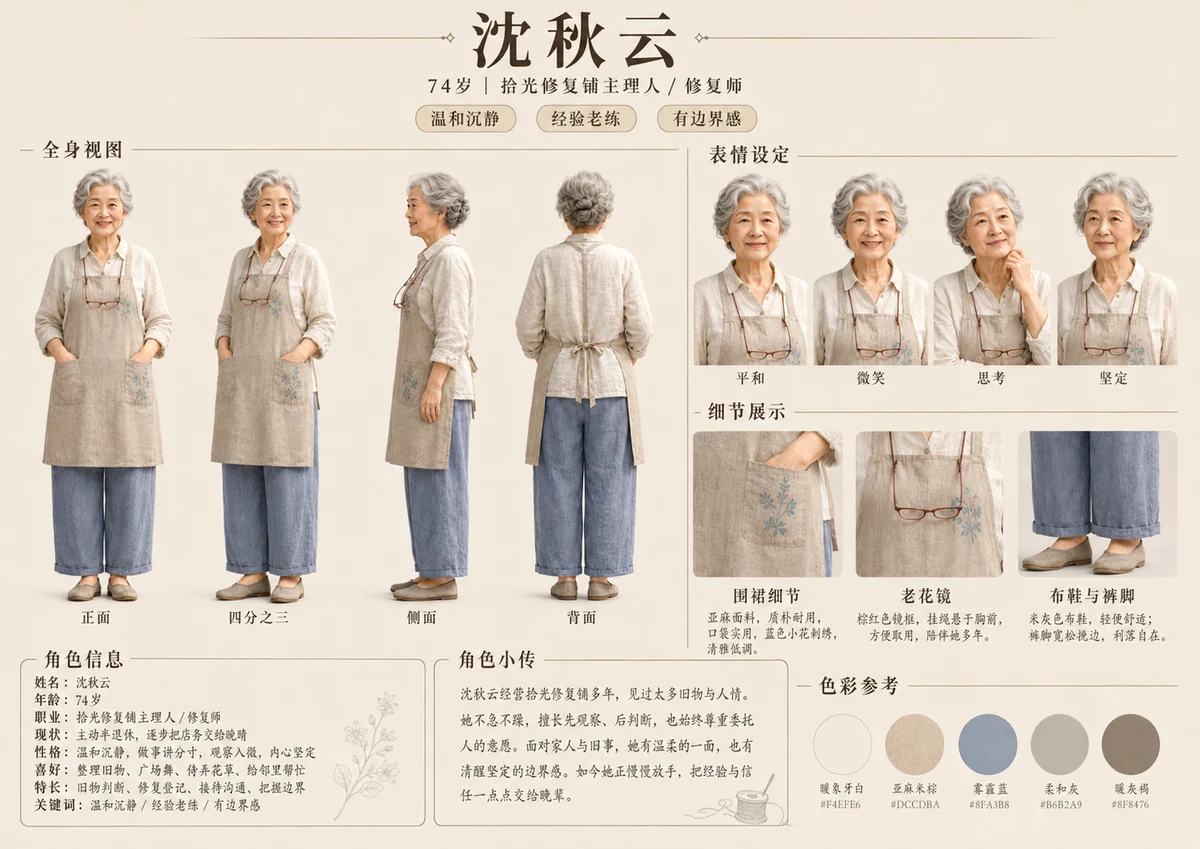 沈秋云
74岁 | 拾光修复铺主理人 / 修复师
温和沉静
经验老练
有边界感
全身视图
正面
四分之三
侧面
背面
表情设定
平和
微笑
思考
坚定
细节展示
围裙细节
亚麻面料，质朴耐用，
口袋实用，蓝色小花刺绣，
清雅低调。
老花镜
棕红色镜框，挂绳悬于胸前，
方便取用，陪伴她多年。
布鞋与裤脚
米灰色布鞋，轻便舒适；
裤脚宽松挽边，利落自在。
角色信息
姓名：沈秋云
年龄：74岁
职业：拾光修复铺主理人 / 修复师
现状：主动半退休，逐步把店务交给晚晴
性格：温和沉静，做事讲分寸，观察入微，内心坚定
喜好：整理旧物、广场舞、侍弄花草、给邻里帮忙
特长：旧物判断、修复登记、接待沟通、把握边界
关键词：温和沉静 / 经验老练 / 有边界感
角色小传
沈秋云经营拾光修复铺多年，见过太多旧物与人情。
她不急不躁，擅长先观察、后判断，也始终尊重委托
人的意愿。面对家人与旧事，她有温柔的一面，也有
清醒坚定的边界感。如今她正慢慢放手，把经验与信
任一点点交给晚辈。
色彩参考
暖象牙白
#F4EFE6
亚麻米棕
#DCCDBA
雾霾蓝
#8FA3B8
柔和灰
#B6B2A9
暖灰褐
#8F8476